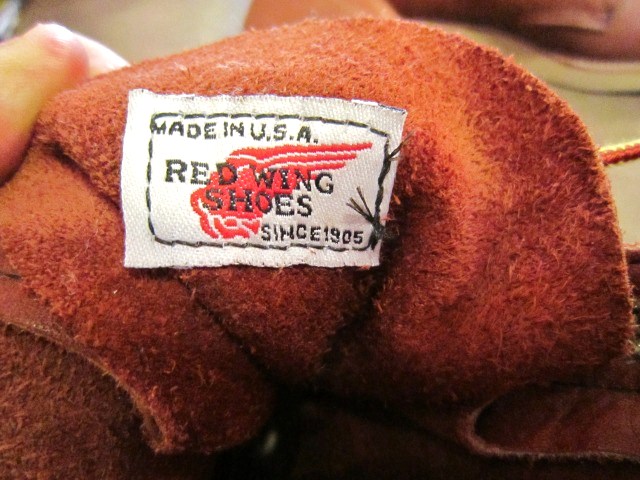 MADE IN U.S.A.
RED WING
SHOES
SINCE 1905